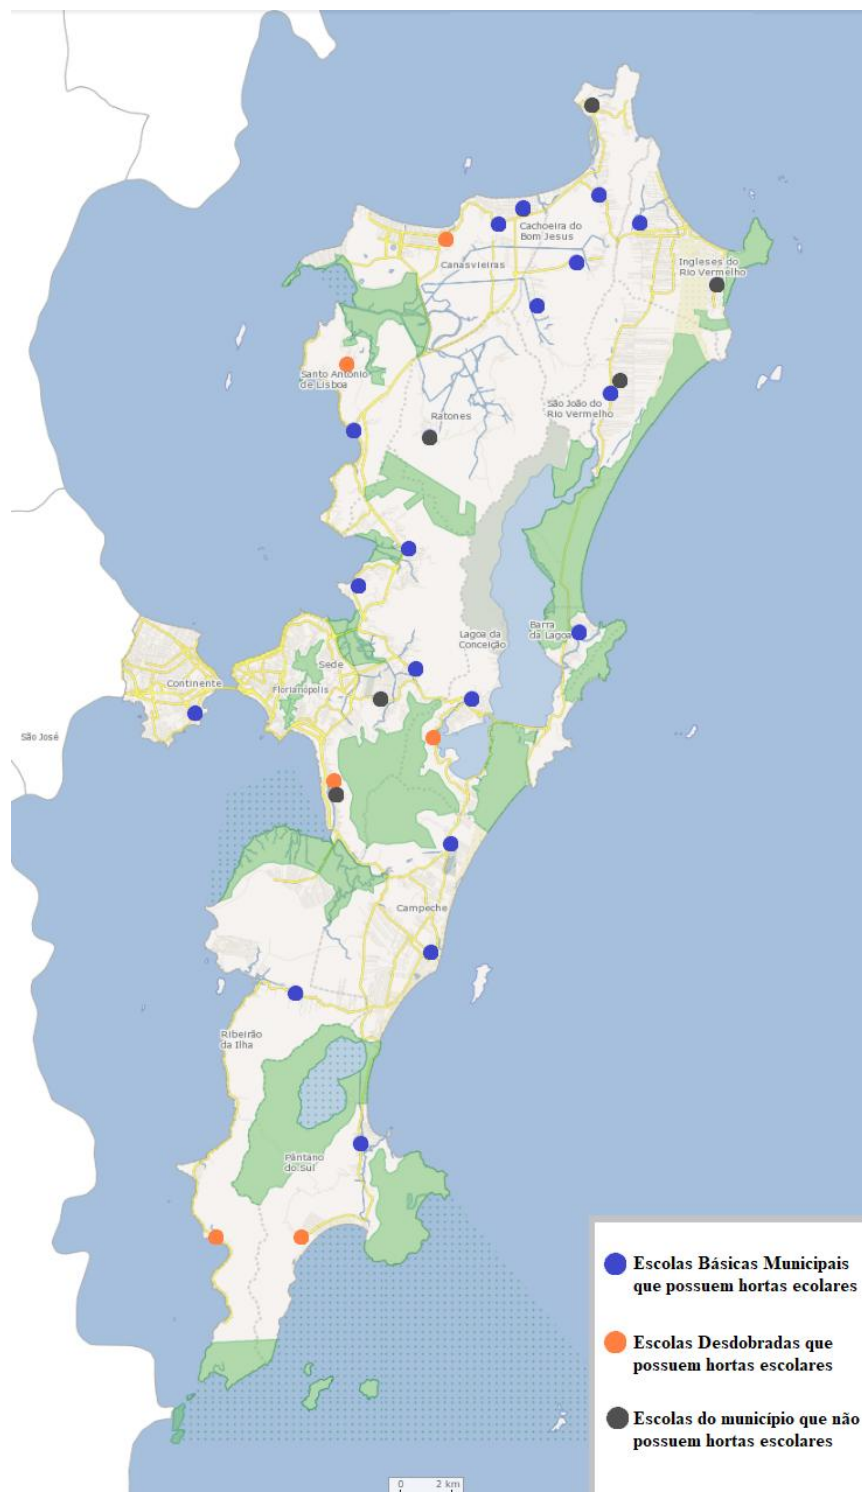 Cachoeira do
Bom Jesus
Canasvieiras
Ingleses do
Rio Vermelho
Santo Antônio
de Lisboa
São João do
Rio Vermelho
Ratones
Barra
da Lagoa
Lagoa da
Conceição
Sede
Continente
Florianópolis
São José
Campeche
Ribeirão
da Ilha
Pântano
do Sul
Escolas Básicas Municipais
que possuem hortas ecolares
Escolas Desdobradas que
possuem hortas escolares
Escolas do município que não
possuem hortas escolares
0 2 km